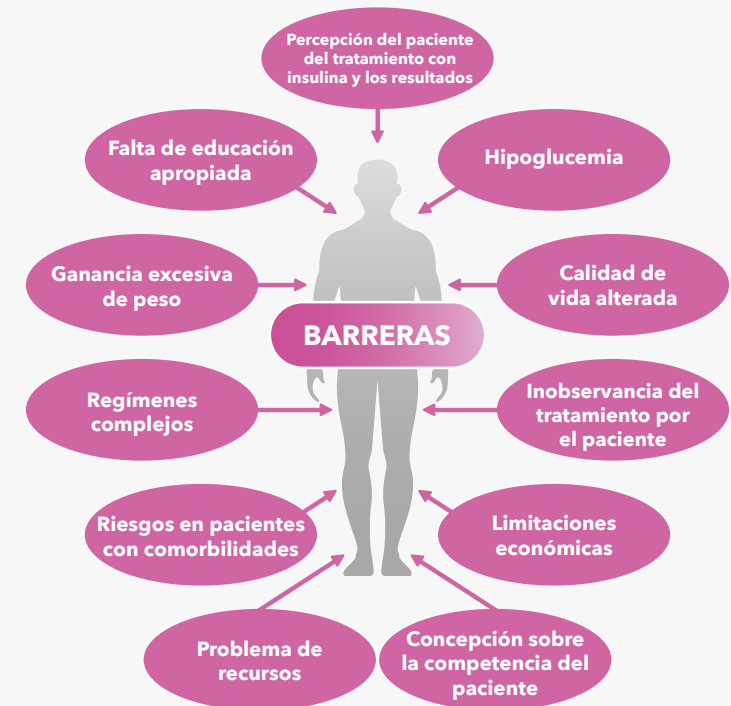 Percepción del paciente
del tratamiento con
insulina y los resultados
Falta de educación
apropiada
Hipoglucemia
Ganancia excesiva
de peso
Calidad de
vida alterada
BARRERAS
Regímenes
complejos
Inobservancia del
tratamiento por
el paciente
Riesgos en pacientes
con comorbilidades
Limitaciones
económicas
Problema de
recursos
Concepción sobre
la competencia del
paciente